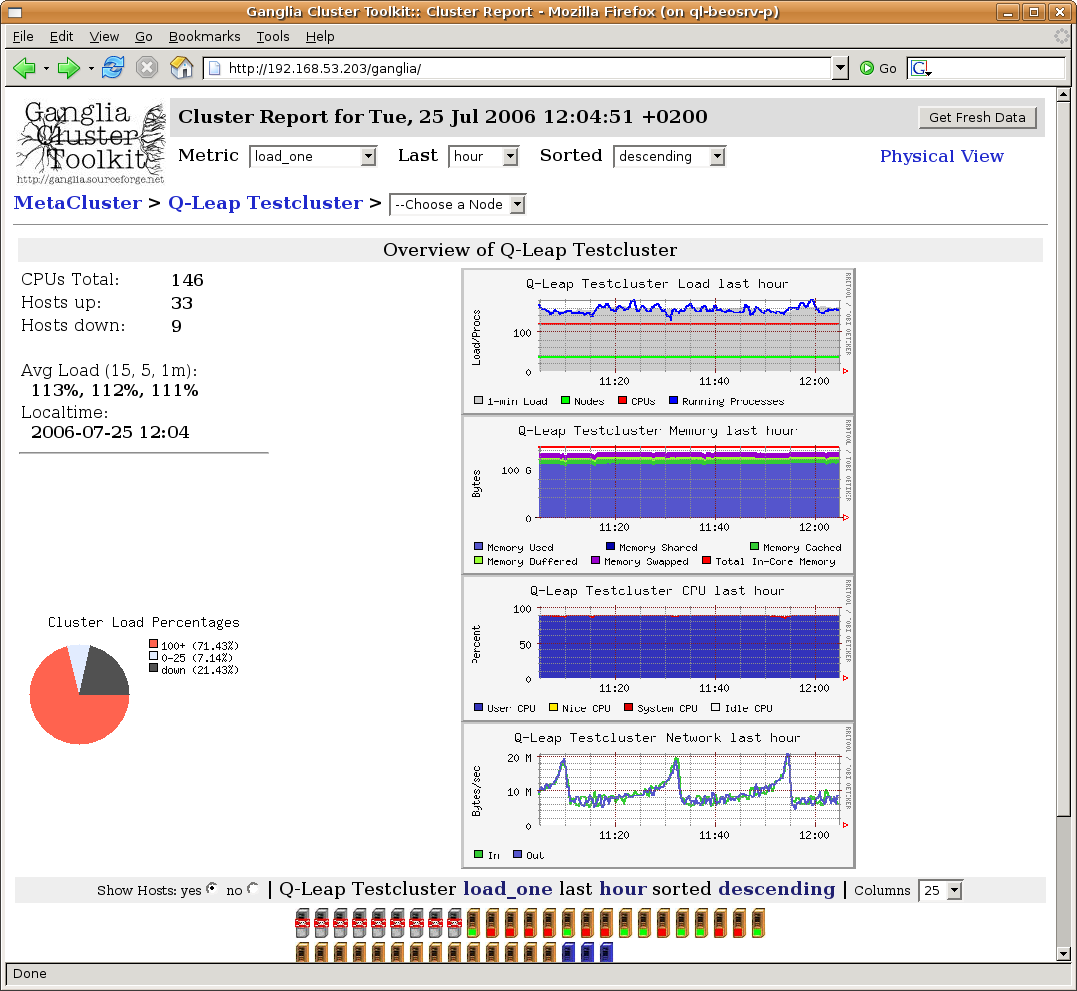 Ganglia Cluster Toolkit:: Cluster Report - Mozilla Firefox (on ql-beosrv-p)
File Edit View Go Bookmarks Tools Help
http://192.168.53.203/ganglia/ Go G
Ganglia
Cluster
Toolkit
http://ganglia.sourceforge.net
Cluster Report for Tue, 25 Jul 2006 12:04:51 +0200 Get Fresh Data
Metric load_one Last hour Sorted descending Physical View
MetaCluster > Q-Leap Testcluster > --Choose a Node
Overview of Q-Leap Testcluster
CPUs Total: 146
Hosts up: 33
Hosts down: 9
Avg Load (15, 5, 1m):
113%, 112%, 111%
Localtime:
2006-07-25 12:04
Cluster Load Percentages
100+ (71.43%)
0-25 (7.14%)
down (21.43%)
Q-Leap Testcluster Load last hour
RRDTOOL / TOBI OETIKER
Load/Procs
100
0
11:20 11:40 12:00
1-min Load Nodes CPUs Running Processes
Q-Leap Testcluster Memory last hour
RRDTOOL / TOBI OETIKER
Bytes
100 G
0
11:20 11:40 12:00
Memory Used Memory Shared Memory Cached
Memory Buffered Memory Swapped Total In-Core Memory
Q-Leap Testcluster CPU last hour
RRDTOOL / TOBI OETIKER
Percent
100
50
0
11:20 11:40 12:00
User CPU Nice CPU System CPU Idle CPU
Q-Leap Testcluster Network last hour
RRDTOOL / TOBI OETIKER
Bytes/sec
20 M
10 M
0
11:20 11:40 12:00
In Out
Show Hosts: yes no | Q-Leap Testcluster load_one last hour sorted descending | Columns 25
Done